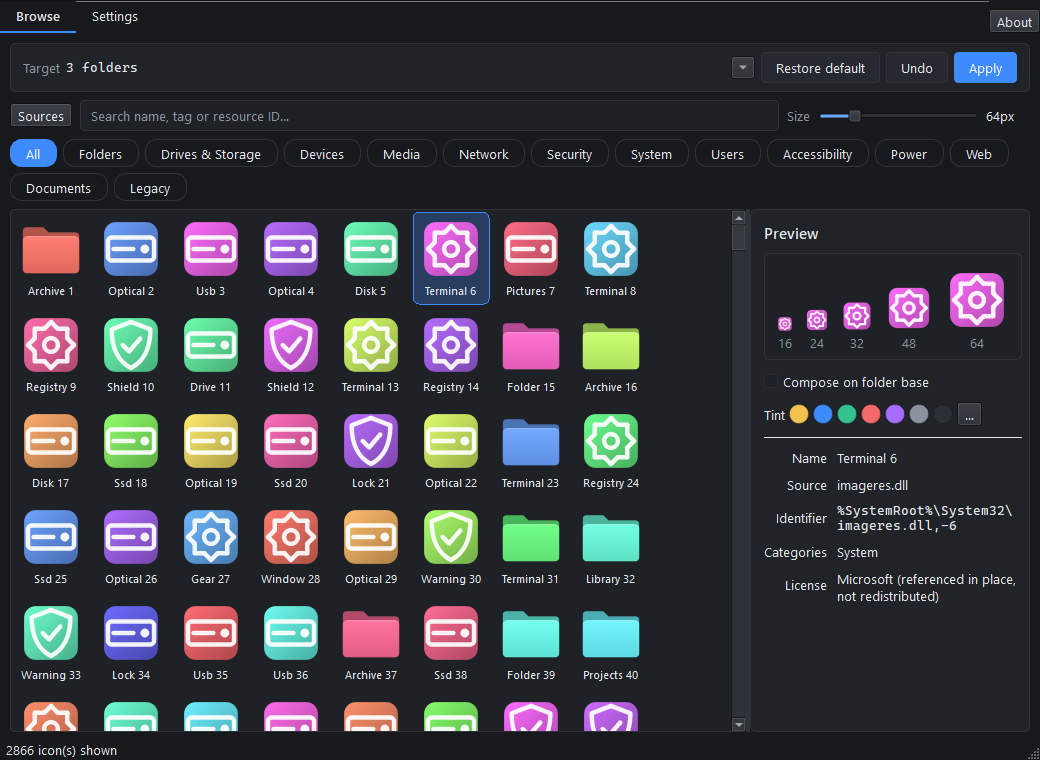 Browse Settings
About
Target 3 folders Restore default Undo Apply
Sources Search name, tag or resource ID... Size 64px
All Folders Drives & Storage Devices Media Network Security System Users Accessibility Power Web
Documents Legacy
Archive 1 Optical 2 Usb 3 Optical 4 Disk 5 Terminal 6 Pictures 7 Terminal 8
Registry 9 Shield 10 Drive 11 Shield 12 Terminal 13 Registry 14 Folder 15 Archive 16
Disk 17 Ssd 18 Optical 19 Ssd 20 Lock 21 Optical 22 Terminal 23 Registry 24
Ssd 25 Optical 26 Gear 27 Window 28 Optical 29 Warning 30 Terminal 31 Library 32
Warning 33 Lock 34 Usb 35 Usb 36 Archive 37 Ssd 38 Folder 39 Projects 40
Preview
16 24 32 48 64
Compose on folder base
Tint ...
Name Terminal 6
Source imageres.dll
Identifier %SystemRoot%\System32\
imageres.dll,-6
Categories System
License Microsoft (referenced in place,
not redistributed)
2866 icon(s) shown